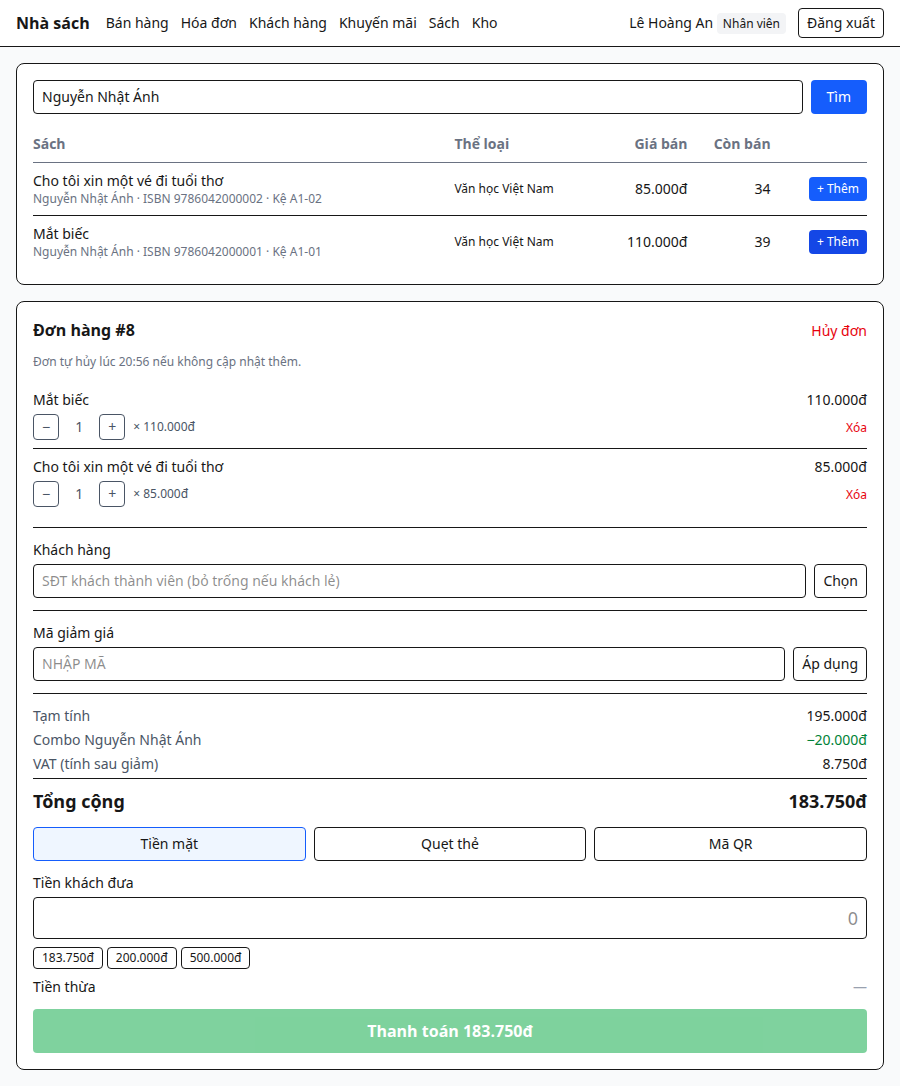 Nhà sách Bán hàng Hóa đơn Khách hàng Khuyến mãi Sách Kho Lê Hoàng An Nhân viên Đăng xuất
Nguyễn Nhật Ánh Tìm
Sách Thể loại Giá bán Còn bán
Cho tôi xin một vé đi tuổi thơ
Nguyễn Nhật Ánh · ISBN 9786042000002 · Kệ A1-02 Văn học Việt Nam 85.000đ 34 + Thêm
Mắt biếc
Nguyễn Nhật Ánh · ISBN 9786042000001 · Kệ A1-01 Văn học Việt Nam 110.000đ 39 + Thêm
Đơn hàng #8 Hủy đơn
Đơn tự hủy lúc 20:56 nếu không cập nhật thêm.
Mắt biếc 110.000đ
− 1 + × 110.000đ Xóa
Cho tôi xin một vé đi tuổi thơ 85.000đ
− 1 + × 85.000đ Xóa
Khách hàng
SĐT khách thành viên (bỏ trống nếu khách lẻ) Chọn
Mã giảm giá
NHẬP MÃ Áp dụng
Tạm tính 195.000đ
Combo Nguyễn Nhật Ánh −20.000đ
VAT (tính sau giảm) 8.750đ
Tổng cộng 183.750đ
Tiền mặt Quẹt thẻ Mã QR
Tiền khách đưa
0
183.750đ 200.000đ 500.000đ
Tiền thừa —
Thanh toán 183.750đ